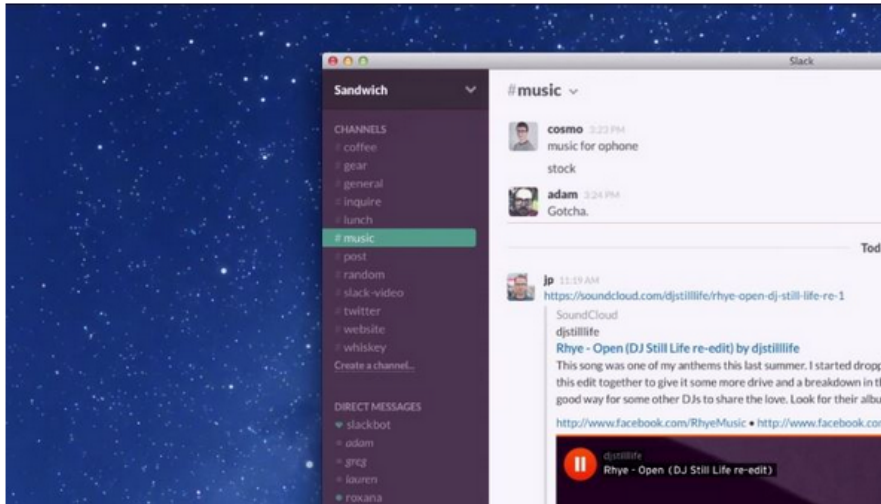 Slack
Sandwich
CHANNELS
# coffee
# gear
# general
# inquire
# lunch
# music
# post
# random
# slack-video
# twitter
# website
# whiskey
Create a channel...
DIRECT MESSAGES
slackbot
adam
greg
lauren
roxana
#music
cosmo 3:23 PM
music for ophone
stock
adam 3:24 PM
Gotcha.
Tod
jp 11:19 AM
https://soundcloud.com/djstilllife/rhye-open-dj-still-life-re-1
SoundCloud
djstilllife
Rhye - Open (DJ Still Life re-edit) by djstilllife
This song was one of my anthems this last summer. I started dropp
this edit together to give it some more drive and a breakdown in th
good way for some other DJs to share the love. Look for their albu
http://www.facebook.com/RhyeMusic • http://www.facebook.con
djstilllife
Rhye - Open (DJ Still Life re-edit)